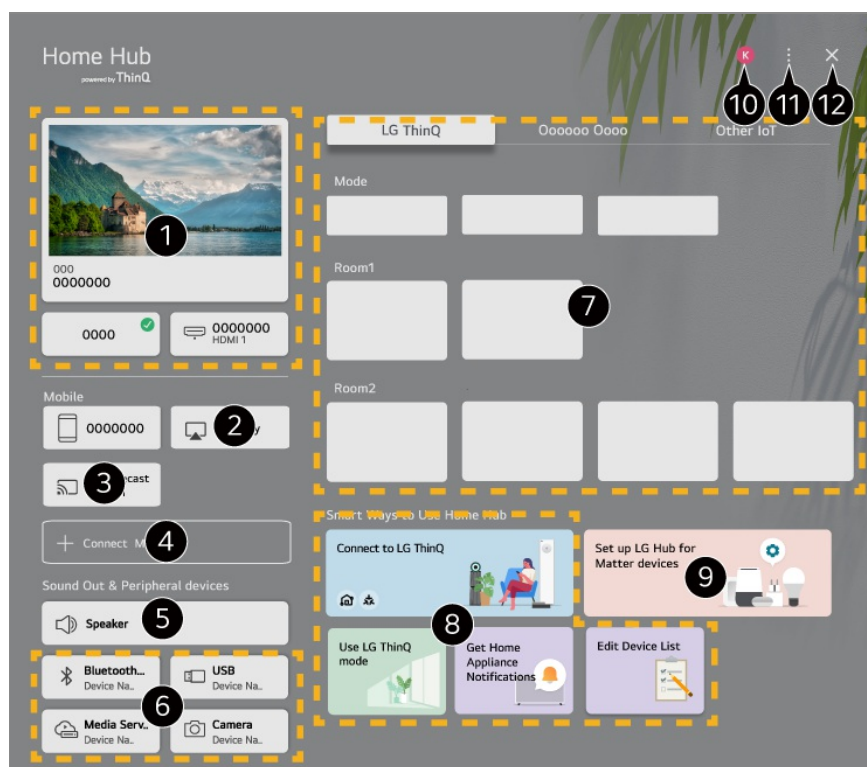 Home Hub
powered by ThinQ
K
10
11
12
1
000
0000000
0000
0000000
HDMI 1
Mobile
0000000
2
3
+ Connect
4
Sound Out & Peripheral devices
Speaker
5
Bluetooth...
Device Na..
USB
Device Na..
6
Media Serv..
Device Na..
Camera
Device Na..
LG ThinQ
Oooooo Oooo
Other IoT
Mode
Room1
7
Room2
Smart Ways to Use Home Hub
Connect to LG ThinQ
Set up LG Hub for
Matter devices
9
8
Use LG ThinQ
mode
Get Home
Appliance
Notifications
Edit Device List